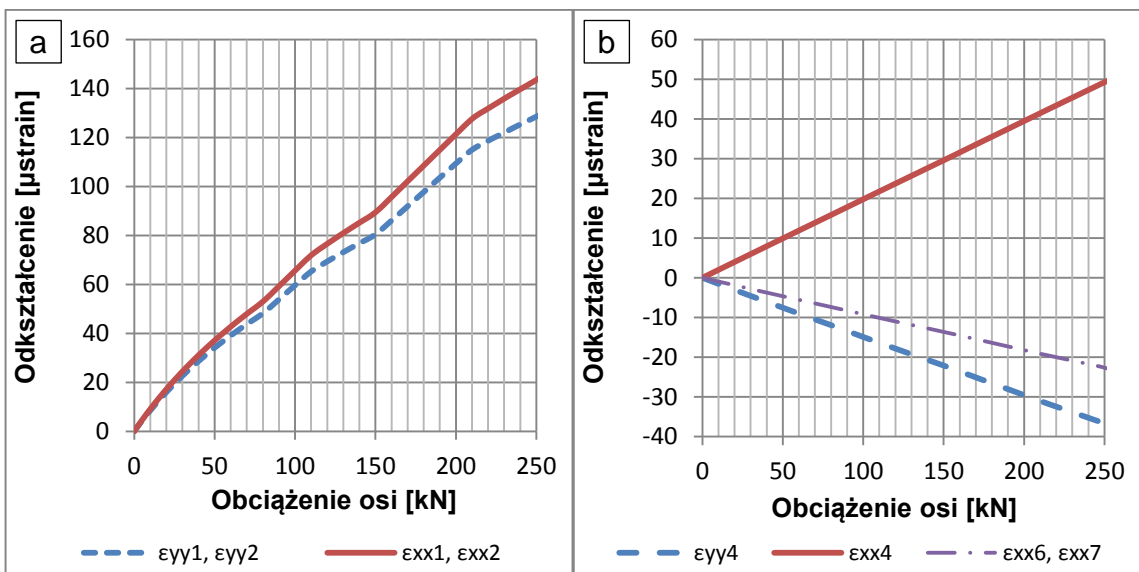 a
160
140
120
100
80
60
40
20
0
Odkształcenie [µstrain]
0 50 100 150 200 250
Obciążenie osi [kN]
εyy1, εyy2 εxx1, εxx2
b
60
50
40
30
20
10
0
-10
-20
-30
-40
Odkształcenie [µstrain]
0 50 100 150 200 250
Obciążenie osi [kN]
εyy4 εxx4 εxx6, εxx7